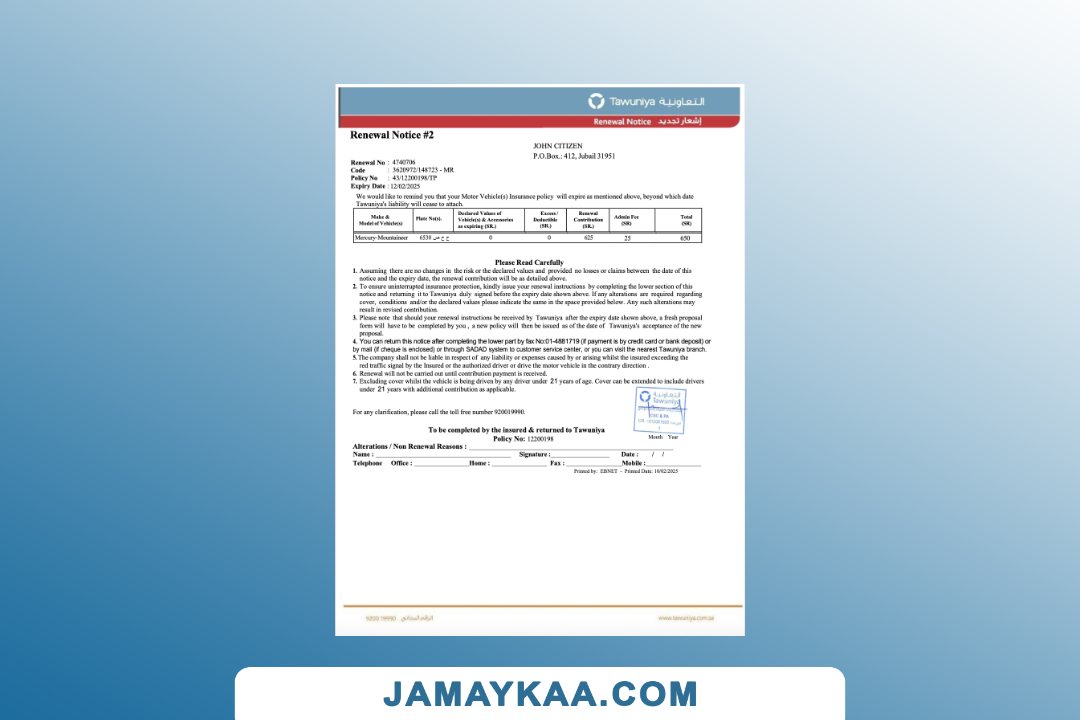 Tawuniya التعاونية
Renewal Notice إشعار تجديد
Renewal Notice #2
JOHN CITIZEN
P.O.Box.: 412, Jubail 31951
Renewal No : 4740706
Code : 3620972/148723 - MR
Policy No : 43/12200198/TP
Expiry Date : 12/02/2025
We would like to remind you that your Motor Vehicle(s) Insurance policy will expire as mentioned above, beyond which date
Tawuniya's liability will cease to attach.
Make & Model of Vehicle(s) Plate No(s). Declared Values of Vehicle(s) & Accessories as expiring (SR.) Excess/ Deductible (SR.) Renewal Contribution (SR.) Admin Fee (SR) Total (SR)
Mercury-Mountaineer 6530 0 0 625 25 650
Please Read Carefully
1. Assuming there are no changes in the risk or the declared values and provided no losses or claims between the date of this
notice and the expiry date, the renewal contribution will be as detailed above.
2. To ensure uninterrupted insurance protection, kindly issue your renewal instructions by completing the lower section of this
notice and returning it to Tawuniya duly signed before the expiry date shown above. If any alterations are required regarding
cover, conditions and/or the declared values please indicate the same in the space provided below. Any such alterations may
result in revised contribution.
3. Please note that should your renewal instructions be received by Tawuniya after the expiry date shown above, a fresh proposal
form will have to be completed by you , a new policy will then be issued as of the date of Tawuniya's acceptance of the new
proposal.
4. You can return this notice after completing the lower part by fax No:01-4881719 (if payment is by credit card or bank deposit) or
by mail (if cheque is enclosed) or through SADAD system to customer service center, or you can visit the nearest Tawuniya branch.
5.The company shall not be liable in respect of any liability or expenses caused by or arising whilst the insured exceeding the
red traffic signal by the Insured or the authorized driver or drive the motor vehicle in the contrary direction .
6. Renewal will not be carried out until contribution payment is received.
7. Excluding cover whilst the vehicle is being driven by any driver under 21 years of age. Cover can be extended to include drivers
under 21 years with additional contribution as applicable.
For any clarification, please call the toll free number 920019990.
التعاونية
Tawuniya
To be completed by the insured & returned to Tawuniya
Policy No: 12200198
Month Year
Alterations / Non Renewal Reasons :
Name : Signature : Date : / /
Telephone Office : Home : Fax : Mobile :
Printed by: EBNET - Printed Date: 10/02/2025
9200 19990 الرقم المجاني
www.tawuniya.com.sa
JAMAYKAA.COM